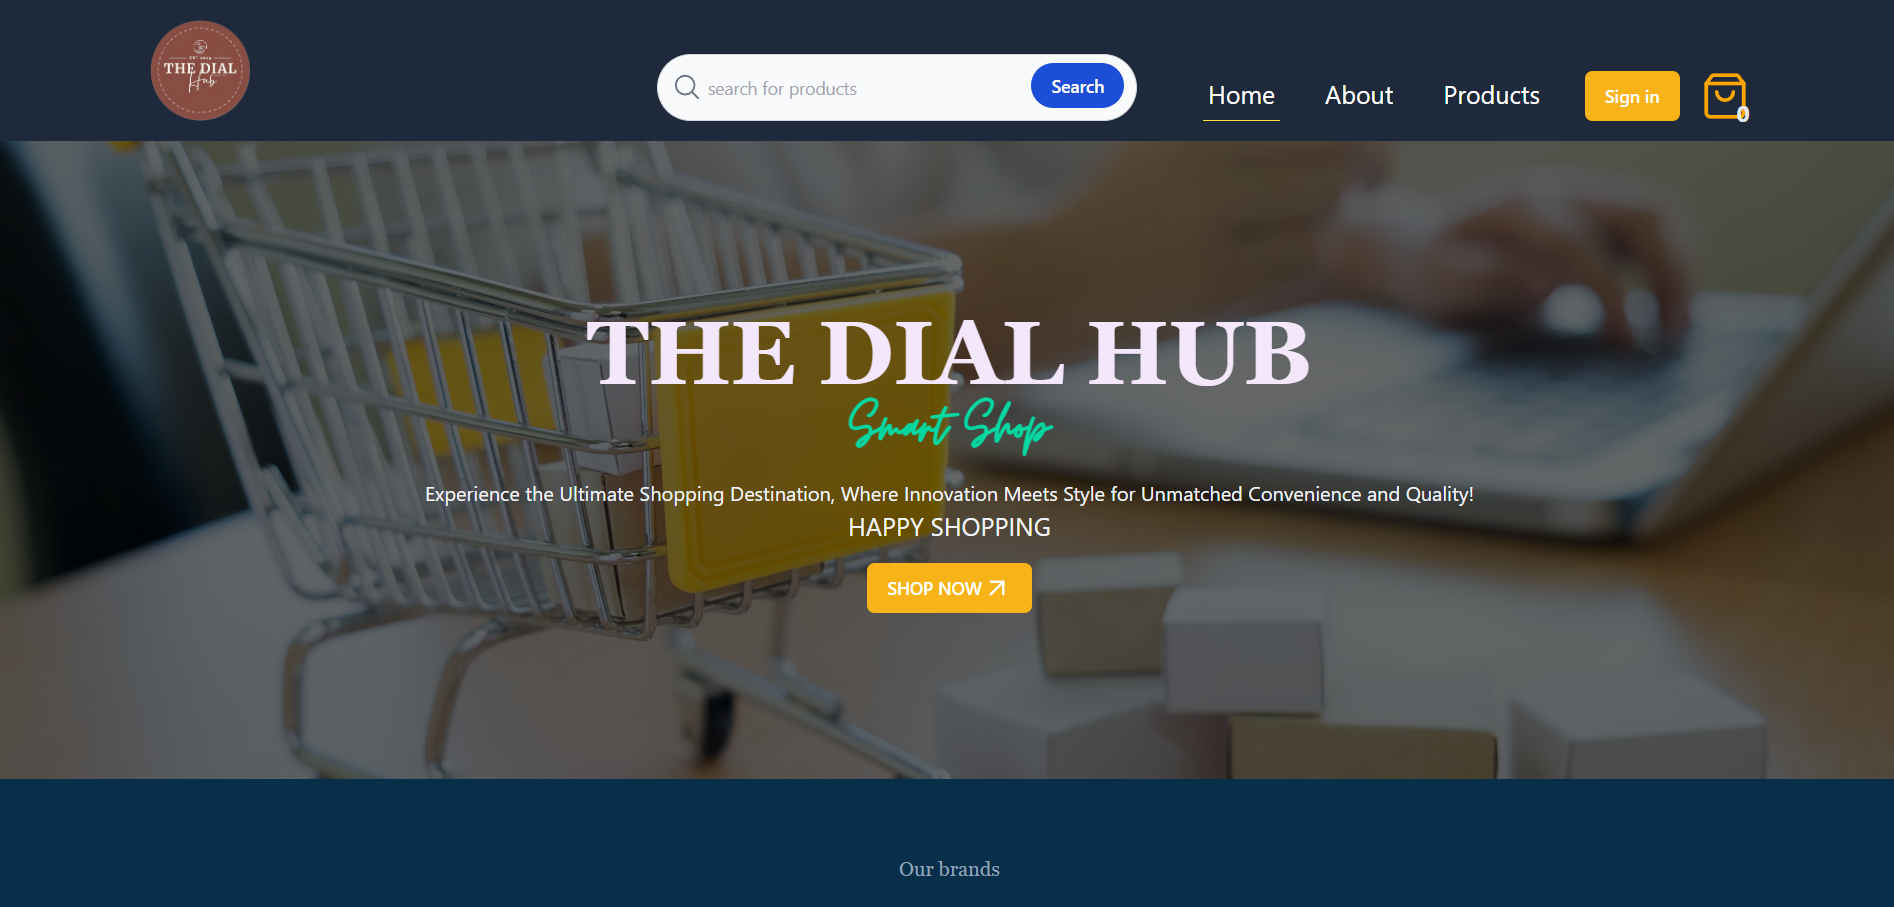 THE DIAL
Hub
search for products
Search
Home
About
Products
Sign in
0
THE DIAL HUB
Smart Shop
Experience the Ultimate Shopping Destination, Where Innovation Meets Style for Unmatched Convenience and Quality!
HAPPY SHOPPING
SHOP NOW
Our brands